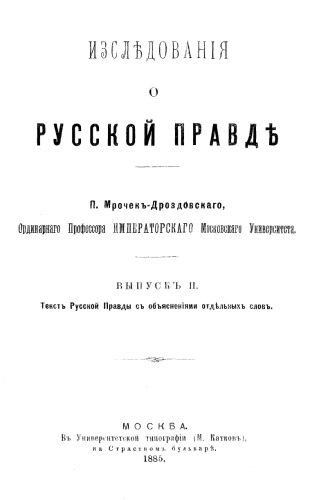 ИЗСЛѢДОВАНІЯ
О
РУССКОЙ ПРАВДѢ
П. Мрочекъ-Дроздовскаго,
Ординарнаго Профессора ИМПЕРАТОРСКАГО Московскаго Университета.
ВЫПУСКЪ II.
Текстъ Русской Правды съ объясненіями отдѣльныхъ словъ.
МОСКВА.
Въ Университетской типографіи (М. Катковъ),
на Страстномъ бульварѣ.
1885.